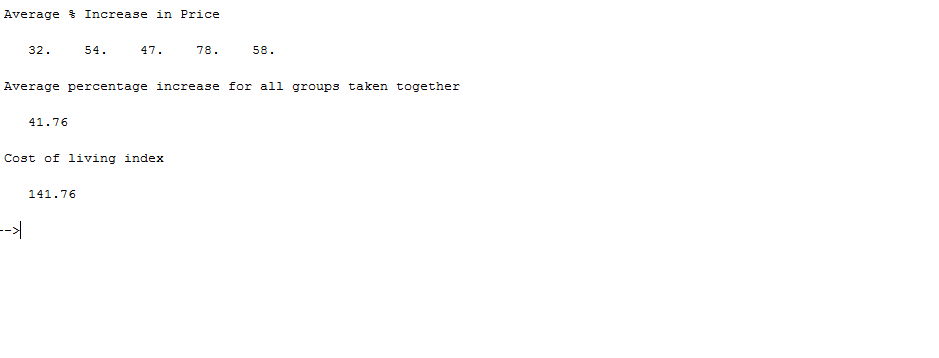 Average % Increase in Price
32. 54. 47. 78. 58.
Average percentage increase for all groups taken together
41.76
Cost of living index
141.76
-->